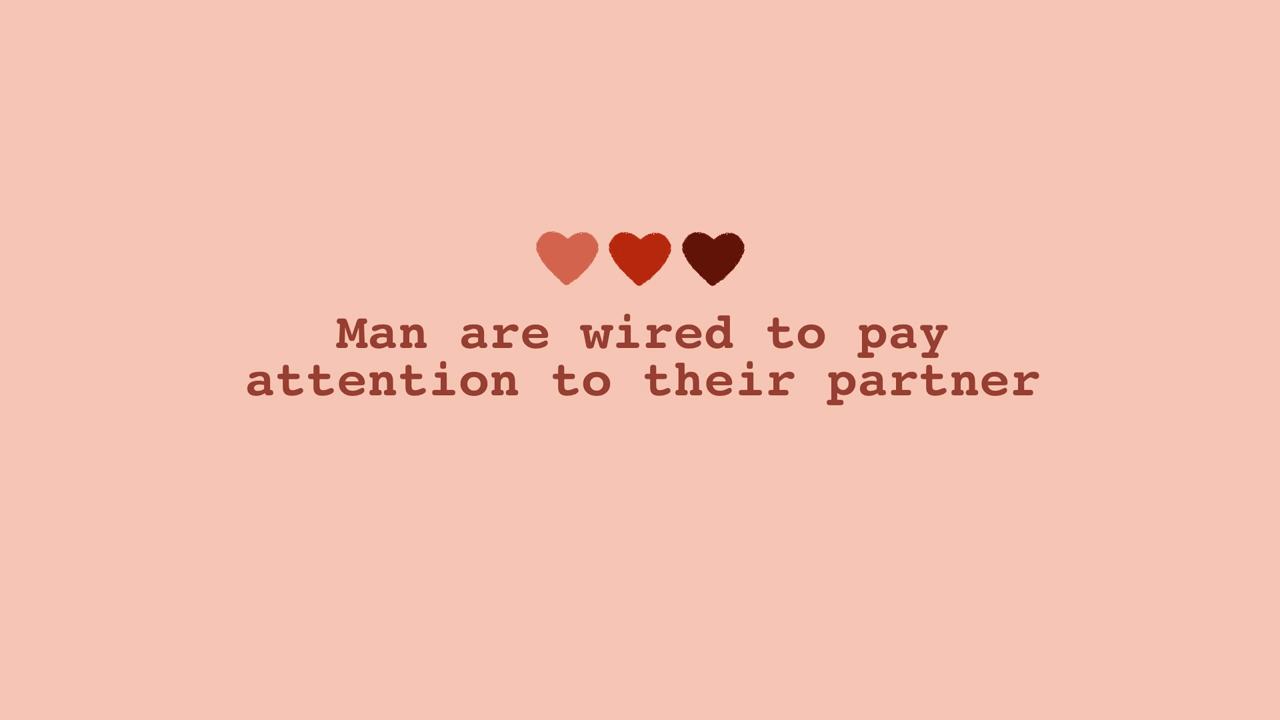 Man are wired to pay
attention to their partner